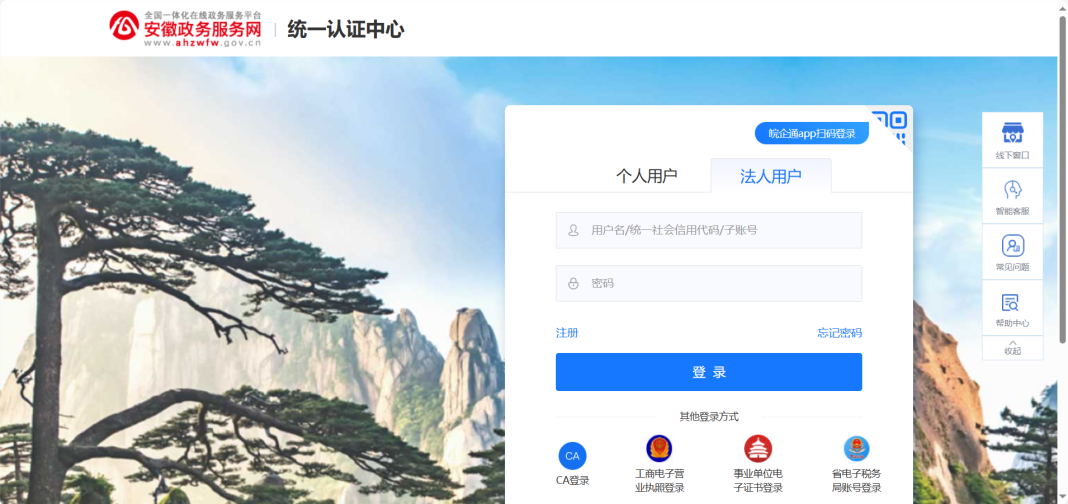 全国一体化在线政务服务平台
安徽政务服务网
www.ahzwfw.gov.cn
统一认证中心
皖企通app扫码登录
个人用户
法人用户
用户名/统一社会信用代码/子账号
密码
注册
忘记密码
登 录
其他登录方式
CA
CA登录
工商电子营
业执照登录
事业单位电
子证书登录
省电子税务
局账号登录
线下窗口
智能客服
常见问题
帮助中心
收起